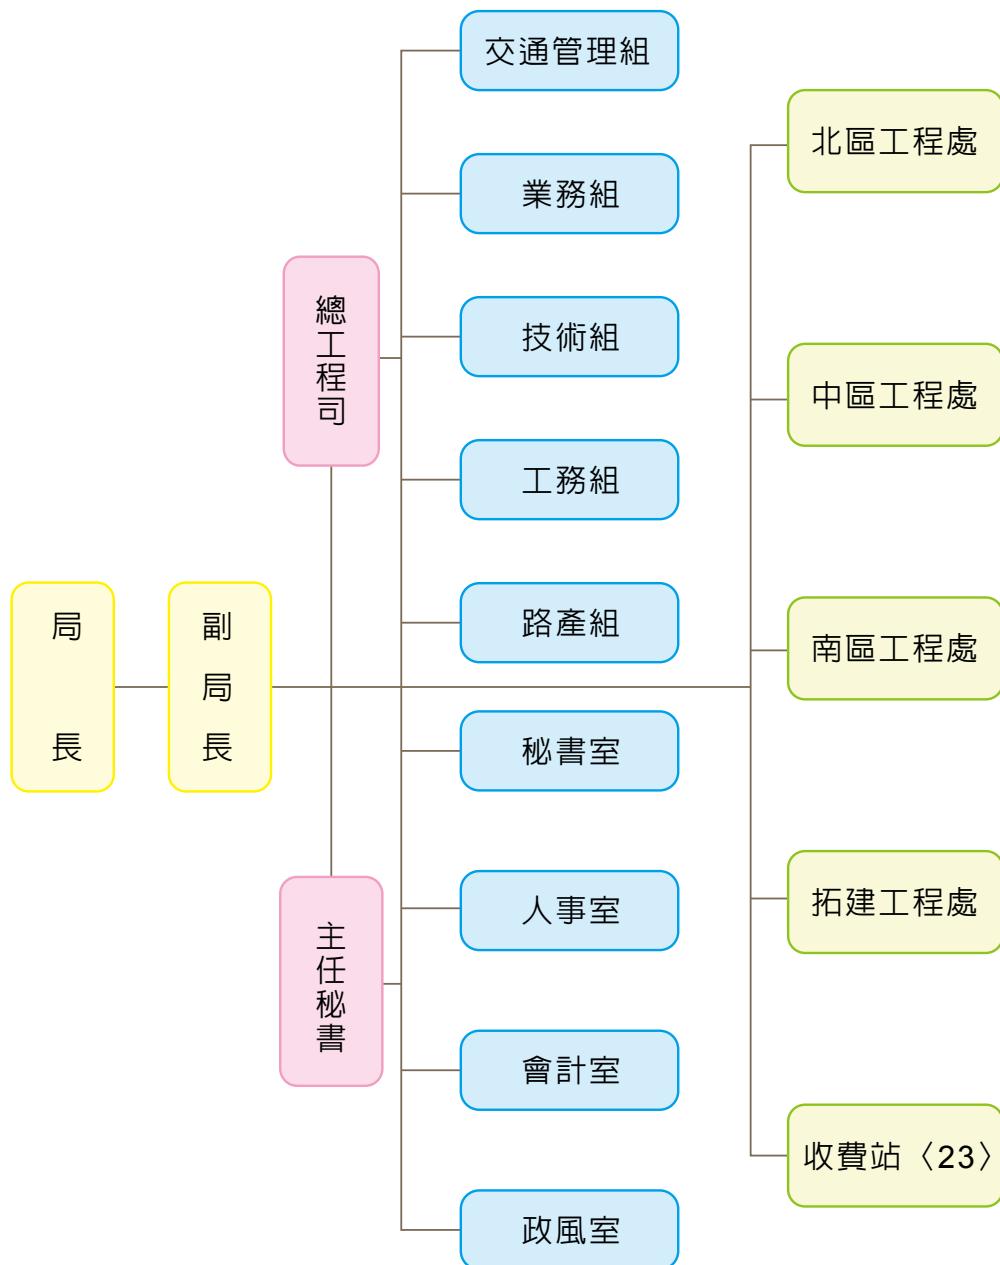 局長
副局長
總工程司
主任秘書
交通管理組
業務組
技術組
工務組
路產組
秘書室
人事室
會計室
政風室
北區工程處
中區工程處
南區工程處
拓建工程處
收費站〈23〉